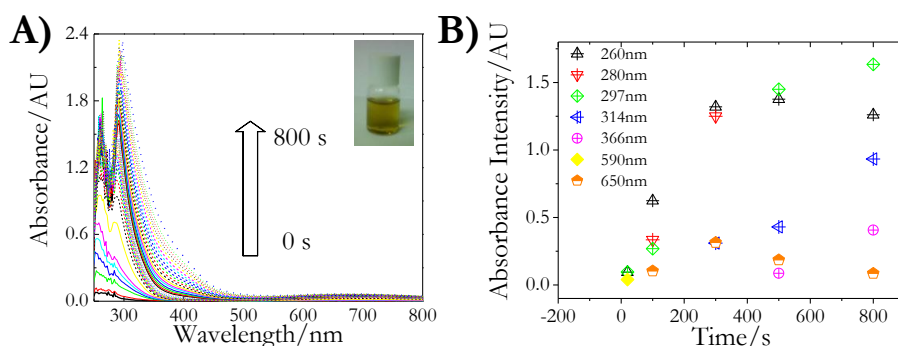 A)
Absorbance/AU
2.4
1.8
1.2
0.6
0.0
800 s
0 s
300 400 500 600 700 800
Wavelength/nm
B)
Absorbance Intensity/AU
1.5
1.0
0.5
0.0
260nm
280nm
297nm
314nm
366nm
590nm
650nm
-200 0 200 400 600 800
Time/s